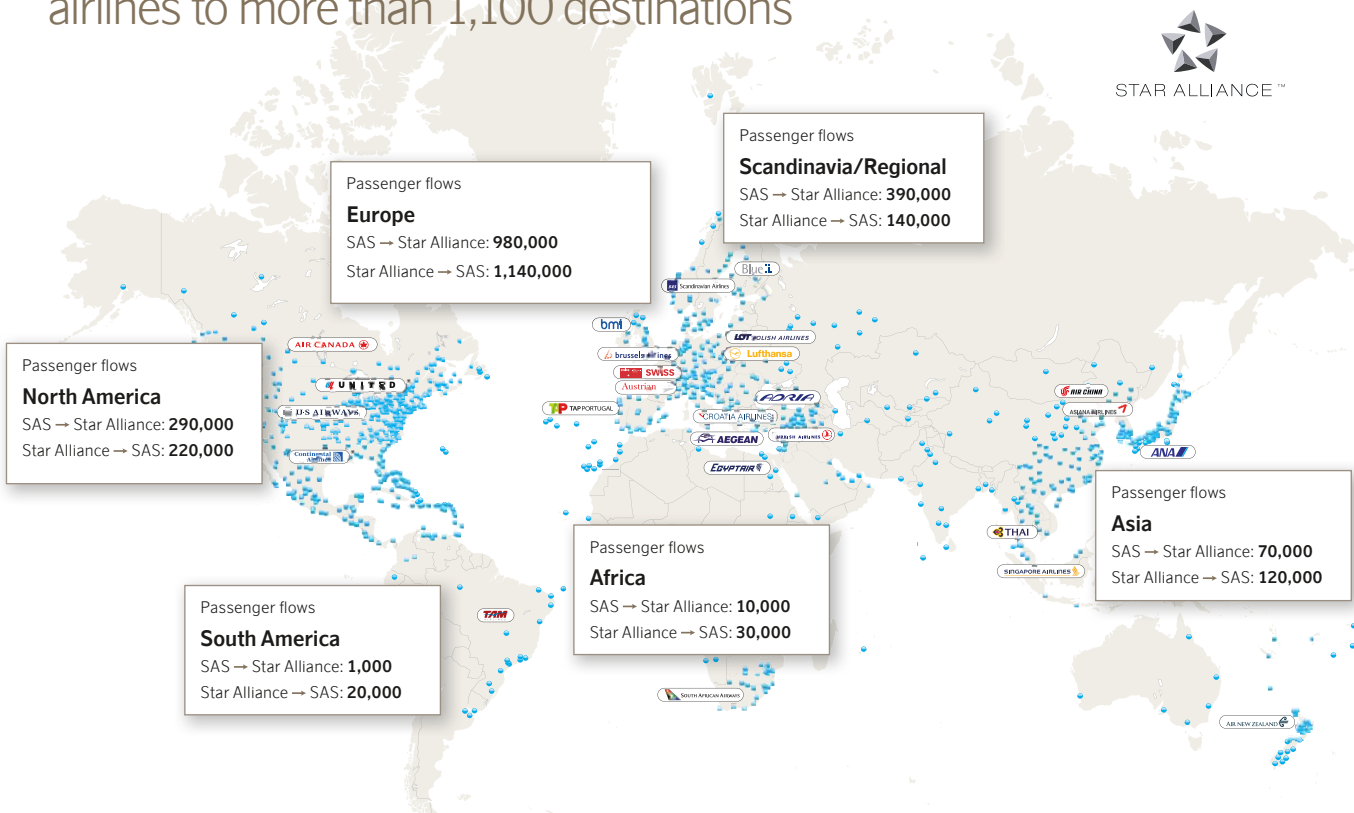 airlines to more than 1,100 destinations
STAR ALLIANCE™
Passenger flows
Scandinavia/Regional
SAS → Star Alliance: 390,000
Star Alliance → SAS: 140,000
Passenger flows
Europe
SAS → Star Alliance: 980,000
Star Alliance → SAS: 1,140,000
Blue1
SAS Scandinavian Airlines
bmi
LOT POLISH AIRLINES
brussels airlines
Lufthansa
SWISS
Austrian
AIR CANADA
UNITED
U·S AIRWAYS
Continental Airlines
Passenger flows
North America
SAS → Star Alliance: 290,000
Star Alliance → SAS: 220,000
TAP PORTUGAL
ADRIA
CROATIA AIRLINES
AEGEAN
TURKISH AIRLINES
EGYPTAIR
AIR CHINA
ASIANA AIRLINES
ANA
Passenger flows
Asia
SAS → Star Alliance: 70,000
Star Alliance → SAS: 120,000
THAI
SINGAPORE AIRLINES
Passenger flows
Africa
SAS → Star Alliance: 10,000
Star Alliance → SAS: 30,000
Passenger flows
South America
SAS → Star Alliance: 1,000
Star Alliance → SAS: 20,000
TAM
SOUTH AFRICAN AIRWAYS
AIR NEW ZEALAND